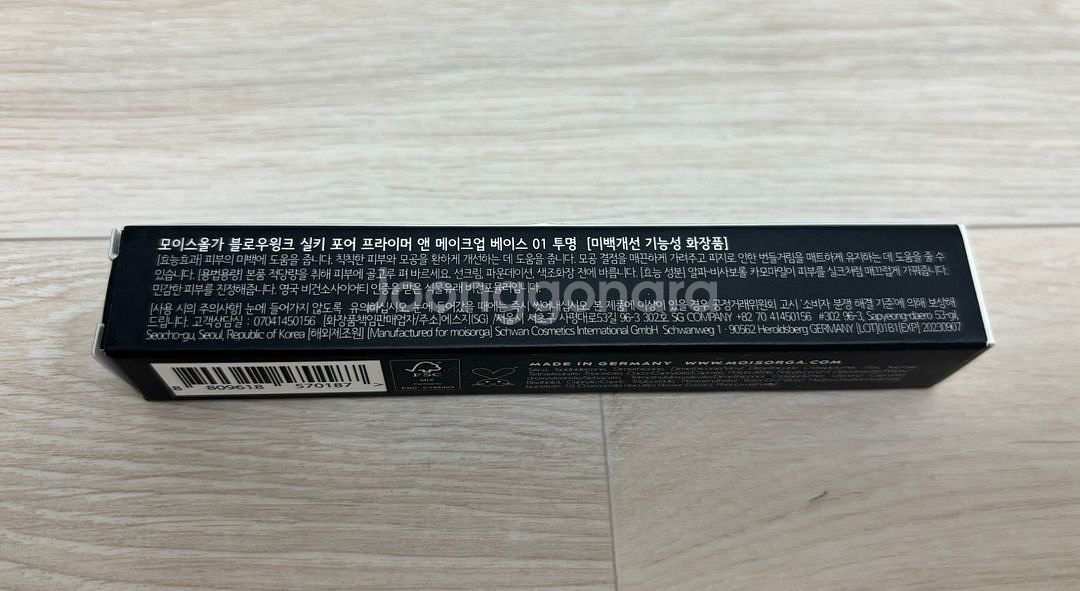 모이스올가 블로우윙크 실키 포어 프라이머 앤 메이크업 베이스 01 투명 [미백개선 기능성 화장품]
[효능효과] 피부의 미백에 도움을 줍니다. 칙칙한 피부와 모공을 환하게 개선하는 데 도움을 줍니다. 모공 결점을 매끈하게 가려주고 피지로 인한 번들거림을 매트하게 유지하는 데 도움을 줄 수
있습니다. [용법용량] 본품 적당량을 취해 피부에 골고루 펴 바르세요. 선크림, 파운데이션, 색조화장 전에 바릅니다. [효능 성분] 알파-비사보롤 카모마일이 피부를 실크처럼 매끄럽게 가꿔줍니다.
민감한 피부를 진정해줍니다. 영국 비건소사이어티 인증을 받은 식물유래 비건포뮬러입니다.
[사용 시의 주의사항] 눈에 들어가지 않도록 유의하십시오.눈에 들어갔을 때에는 즉시 씻어내십시오. 본 제품에 이상이 있을 경우 공정거래위원회 고시 '소비자 분쟁 해결 기준'에 의해 보상해
드립니다. 고객상담실 : 07041450156 [화장품책임판매업자/주소]에스지(SG) /서울시 서초구 사평대로53길 96-3 302호 SG COMPANY +82 70 41450156 #302 96-3, Sapyeong-daero 53-gil,
Seocho-gu, Seoul, Republic of Korea [해외제조원] [Manufactured for moisorga] Schwan Cosmetics International GmbH Schwanweg 1 · 90562 Heroldsberg GERMANY [LOT]01B1[EXP] 20230907
joonggonara
8 809618 570187 >
FSC
MIX
MADE IN GERMANY WWW.MOISORGA.COM